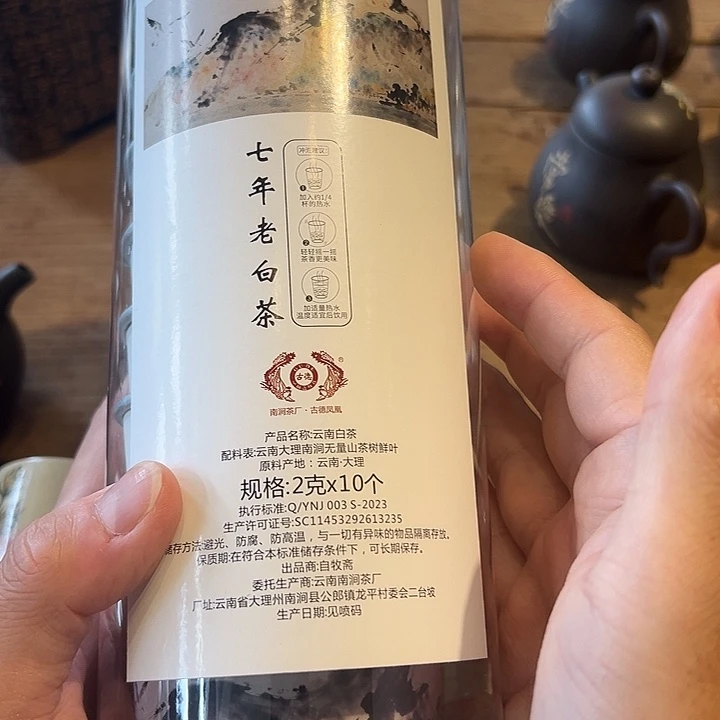 七年老白茶
冲泡建议:
1
加入约1/4
杯的热水
2
轻轻摇一摇
茶香更美味
3
加适量热水
温度适宜后饮用
古德
®
南涧茶厂·古德凤凰
产品名称:云南白茶
配料表:云南大理南涧无量山茶树鲜叶
原料产地：云南·大理
规格:2克x10个
执行标准:Q/YNJ 003 S-2023
生产许可证号:SC11453292613235
储存方法:避光、防腐、防高温，与一切有异味的物品隔离存放。
保质期:在符合本标准储存条件下，可长期保存。
出品商:自牧斋
委托生产商:云南南涧茶厂
厂址:云南省大理州南涧县公郎镇龙平村委会二台坡
生产日期:见喷码